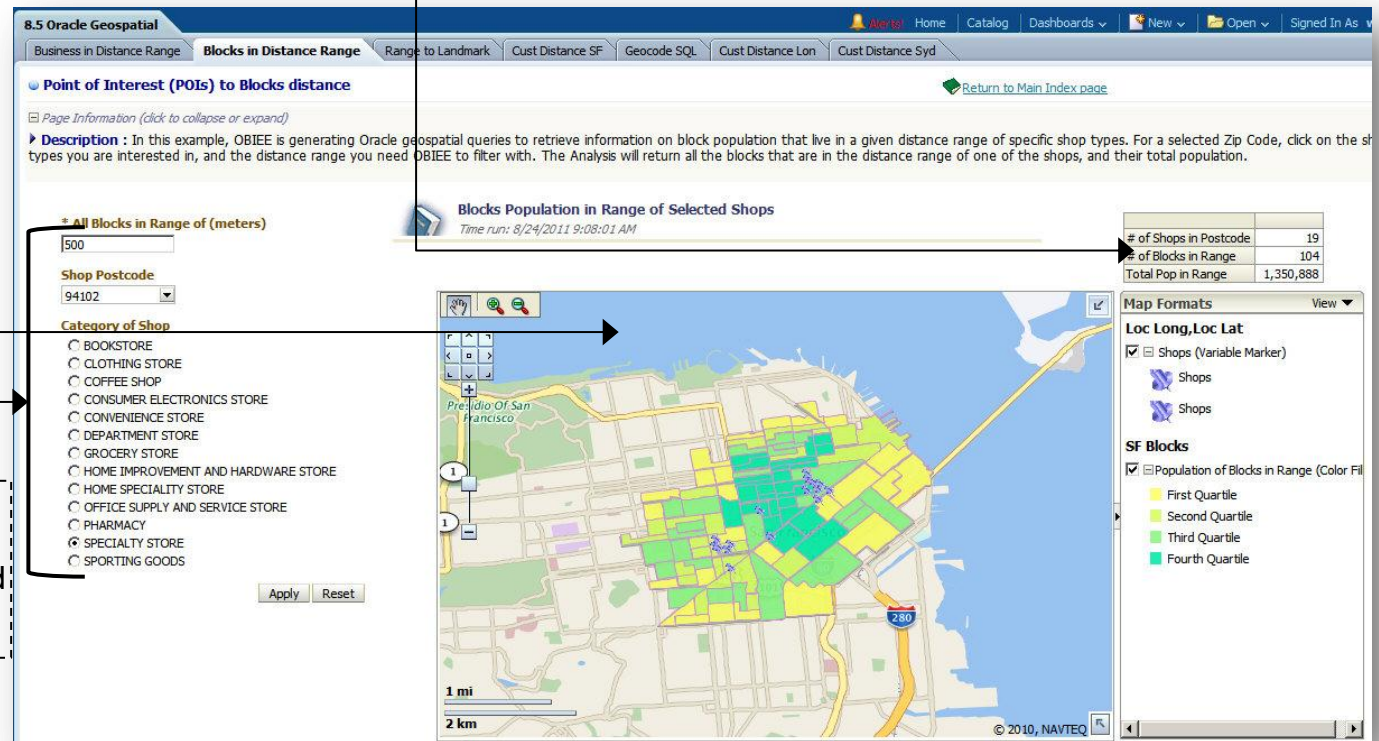 8.5 Oracle Geospatial
Alerts! Home Catalog Dashboards New Open Signed In As
Business in Distance Range Blocks in Distance Range Range to Landmark Cust Distance SF Geocode SQL Cust Distance Lon Cust Distance Syd
Point of Interest (POIs) to Blocks distance
Return to Main Index page
Page Information (click to collapse or expand)
Description : In this example, OBIEE is generating Oracle geospatial queries to retrieve information on block population that live in a given distance range of specific shop types. For a selected Zip Code, click on the sh
types you are interested in, and the distance range you need OBIEE to filter with. The Analysis will return all the blocks that are in the distance range of one of the shops, and their total population.
* All Blocks in Range of (meters)
500
Shop Postcode
94102
Category of Shop
BOOKSTORE
CLOTHING STORE
COFFEE SHOP
CONSUMER ELECTRONICS STORE
CONVENIENCE STORE
DEPARTMENT STORE
GROCERY STORE
HOME IMPROVEMENT AND HARDWARE STORE
HOME SPECIALITY STORE
OFFICE SUPPLY AND SERVICE STORE
PHARMACY
SPECIALTY STORE
SPORTING GOODS
Apply Reset
Blocks Population in Range of Selected Shops
Time run: 8/24/2011 9:08:01 AM
# of Shops in Postcode 19
# of Blocks in Range 104
Total Pop in Range 1,350,888
Presidio Of San
Francisco
1
1
280
1 mi
2 km
© 2010, NAVTEQ
Map Formats View
Loc Long,Loc Lat
Shops (Variable Marker)
Shops
Shops
SF Blocks
Population of Blocks in Range (Color Fil
First Quartile
Second Quartile
Third Quartile
Fourth Quartile